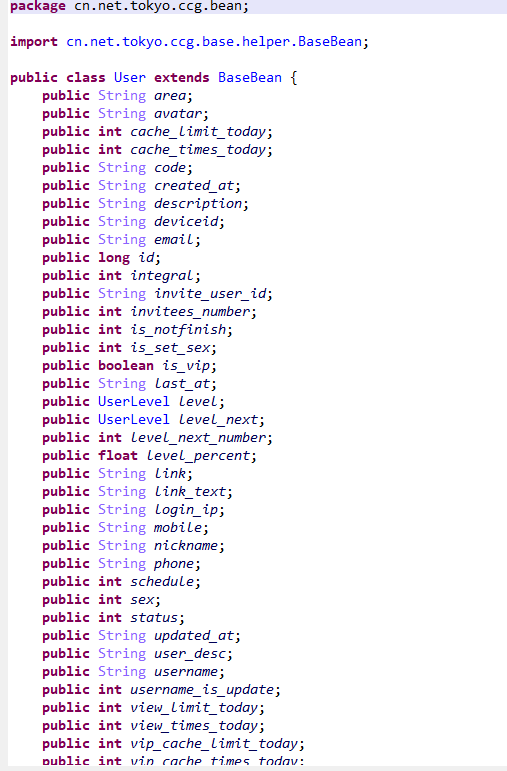 package cn.net.tokyo.ccg.bean;
import cn.net.tokyo.ccg.base.helper.BaseBean;
public class User extends BaseBean {
public String area;
public String avatar;
public int cache_limit_today;
public int cache_times_today;
public String code;
public String created_at;
public String description;
public String deviceid;
public String email;
public long id;
public int integral;
public String invite_user_id;
public int invitees_number;
public int is_notfinish;
public int is_set_sex;
public boolean is_vip;
public String last_at;
public UserLevel level;
public UserLevel level_next;
public int level_next_number;
public float level_percent;
public String link;
public String link_text;
public String login_ip;
public String mobile;
public String nickname;
public String phone;
public int schedule;
public int sex;
public int status;
public String updated_at;
public String user_desc;
public String username;
public int username_is_update;
public int view_limit_today;
public int view_times_today;
public int vip_cache_limit_today;
public int vip_cache_times_today;